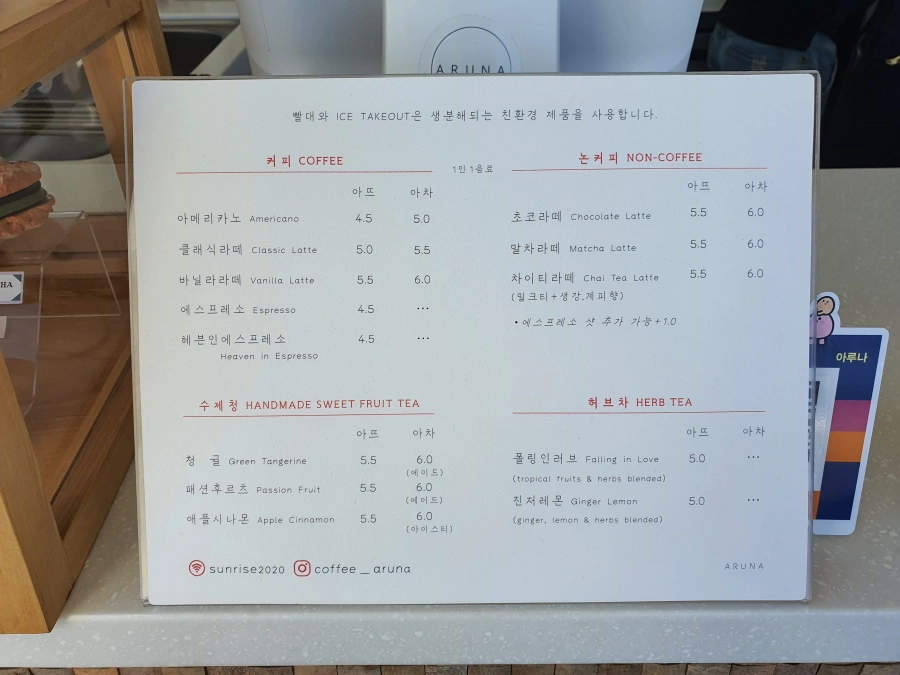 ARUNA
빨대와 ICE TAKEOUT은 생분해되는 친환경 제품을 사용합니다.
커피 COFFEE
1인 1음료
아뜨 아차
아메리카노 Americano 4.5 5.0
클래식라떼 Classic Latte 5.0 5.5
바닐라라떼 Vanilla Latte 5.5 6.0
에스프레소 Espresso 4.5 ...
헤븐인에스프레소 4.5 ...
Heaven in Espresso
논커피 NON-COFFEE
아뜨 아차
초코라떼 Chocolate Latte 5.5 6.0
말차라떼 Matcha Latte 5.5 6.0
차이티라떼 Chai Tea Latte 5.5 6.0
(밀크티+생강,계피향)
• 에스프레소 샷 추가 가능+1.0
수제청 HANDMADE SWEET FRUIT TEA
아뜨 아차
청귤 Green Tangerine 5.5 6.0
(에이드)
패션후르츠 Passion Fruit 5.5 6.0
(에이드)
애플시나몬 Apple Cinnamon 5.5 6.0
(아이스티)
허브차 HERB TEA
아뜨 아차
폴링인러브 Falling in Love 5.0 ...
(tropical fruits & herbs blended)
진저레몬 Ginger Lemon 5.0 ...
(ginger, lemon & herbs blended)
sunrise2020 coffee_aruna
ARUNA
아루나